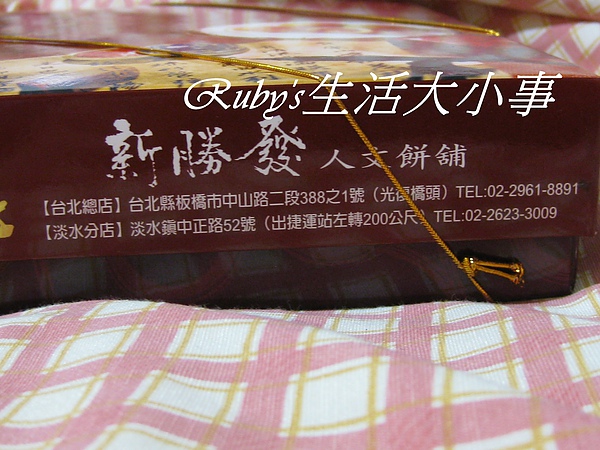 Ruby's生活大小事
新勝發 人文餅舖
【台北總店】台北縣板橋市中山路二段388之1號（光復橋頭）TEL:02-2961-8891
【淡水分店】淡水鎮中正路52號（出捷運站左轉200公尺）TEL:02-2623-3009